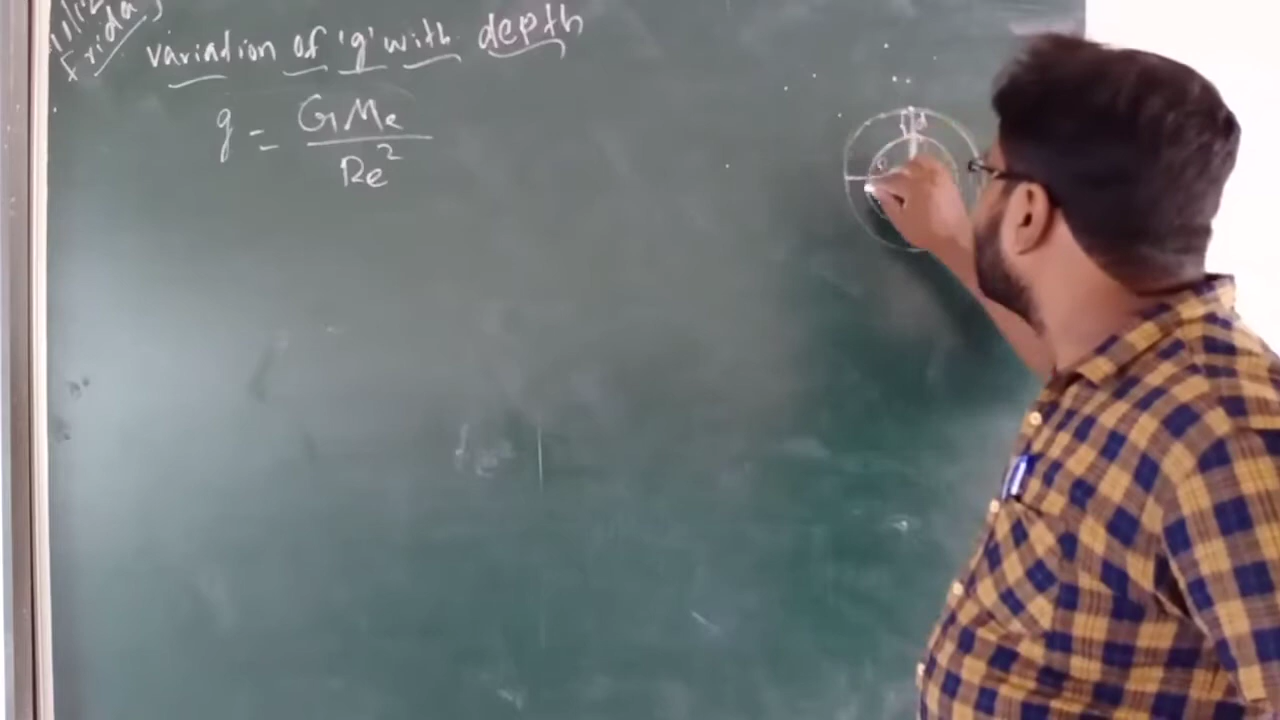 Friday
variation of 'g' with depth
g = GMe
Re²
d